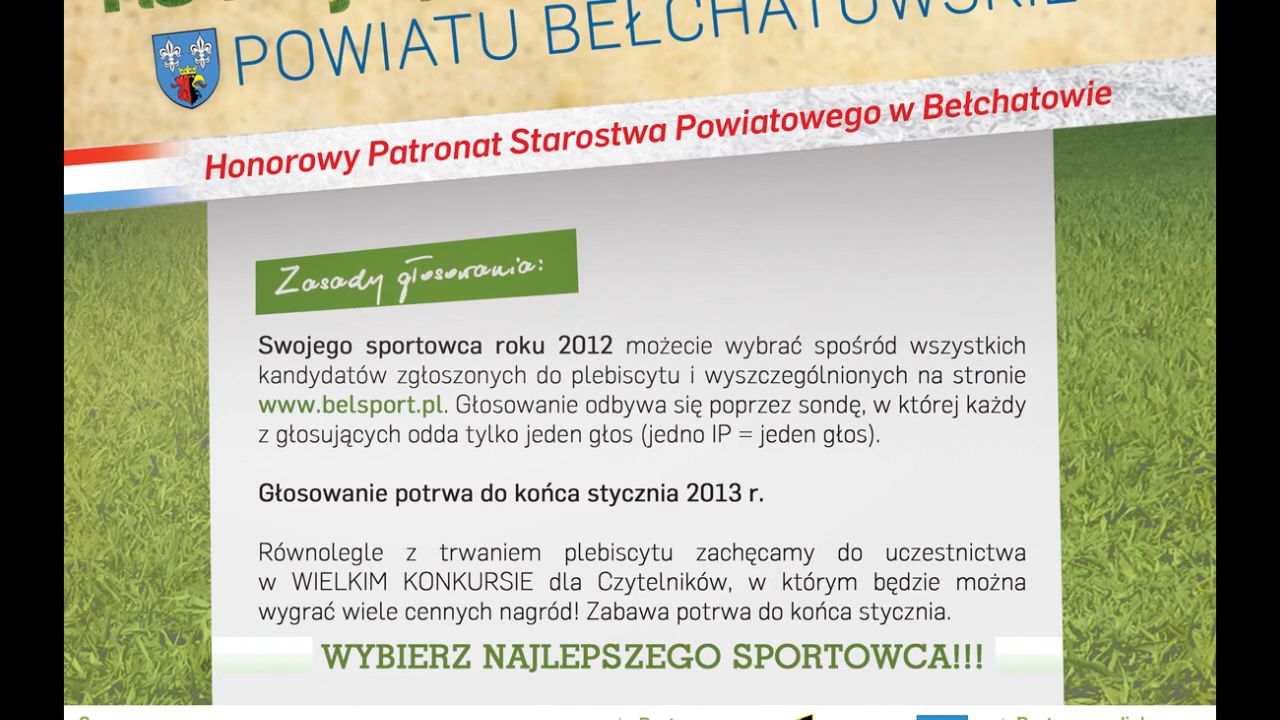 POWIATU BEŁCHATOWSKIE
Honorowy Patronat Starostwa Powiatowego w Bełchatowie
Zasady głosowania:
Swojego sportowca roku 2012 możecie wybrać spośród wszystkich
kandydatów zgłoszonych do plebiscytu i wyszczególnionych na stronie
www.belsport.pl. Głosowanie odbywa się poprzez sondę, w której każdy
z głosujących odda tylko jeden głos (jedno IP = jeden głos).
Głosowanie potrwa do końca stycznia 2013 r.
Równolegle z trwaniem plebiscytu zachęcamy do uczestnictwa
w WIELKIM KONKURSIE dla Czytelników, w którym będzie można
wygrać wiele cennych nagród! Zabawa potrwa do końca stycznia.
WYBIERZ NAJLEPSZEGO SPORTOWCA!!!